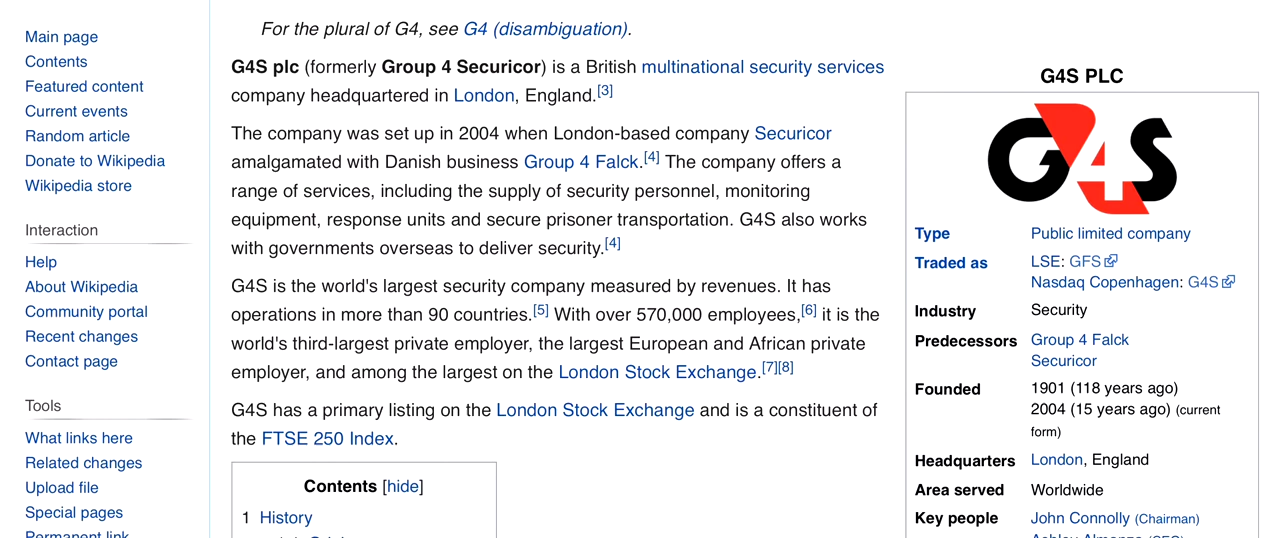 Main page
Contents
Featured content
Current events
Random article
Donate to Wikipedia
Wikipedia store
Interaction
Help
About Wikipedia
Community portal
Recent changes
Contact page
Tools
What links here
Related changes
Upload file
Special pages
Permanent link
For the plural of G4, see G4 (disambiguation).
G4S plc (formerly Group 4 Securicor) is a British multinational security services
company headquartered in London, England.[3]
The company was set up in 2004 when London-based company Securicor
amalgamated with Danish business Group 4 Falck.[4] The company offers a
range of services, including the supply of security personnel, monitoring
equipment, response units and secure prisoner transportation. G4S also works
with governments overseas to deliver security.[4]
G4S is the world's largest security company measured by revenues. It has
operations in more than 90 countries.[5] With over 570,000 employees,[6] it is the
world's third-largest private employer, the largest European and African private
employer, and among the largest on the London Stock Exchange.[7][8]
G4S has a primary listing on the London Stock Exchange and is a constituent of
the FTSE 250 Index.
Contents [hide]
1 History
G4S PLC
G4S
Type Public limited company
Traded as LSE: GFS
Nasdaq Copenhagen: G4S
Industry Security
Predecessors Group 4 Falck
Securicor
Founded 1901 (118 years ago)
2004 (15 years ago) (current
form)
Headquarters London, England
Area served Worldwide
Key people John Connolly (Chairman)
Ashley Almanza (CEO)